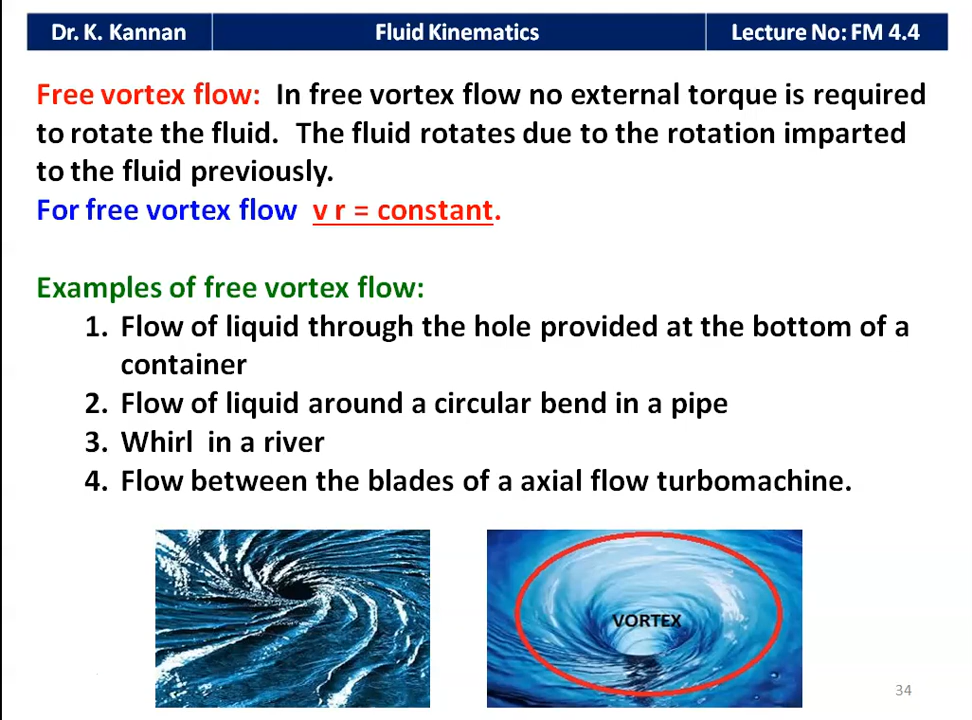 Dr. K. Kannan Fluid Kinematics Lecture No: FM 4.4
Free vortex flow: In free vortex flow no external torque is required
to rotate the fluid. The fluid rotates due to the rotation imparted
to the fluid previously.
For free vortex flow v r = constant.
Examples of free vortex flow:
1. Flow of liquid through the hole provided at the bottom of a
container
2. Flow of liquid around a circular bend in a pipe
3. Whirl in a river
4. Flow between the blades of a axial flow turbomachine.
VORTEX
34